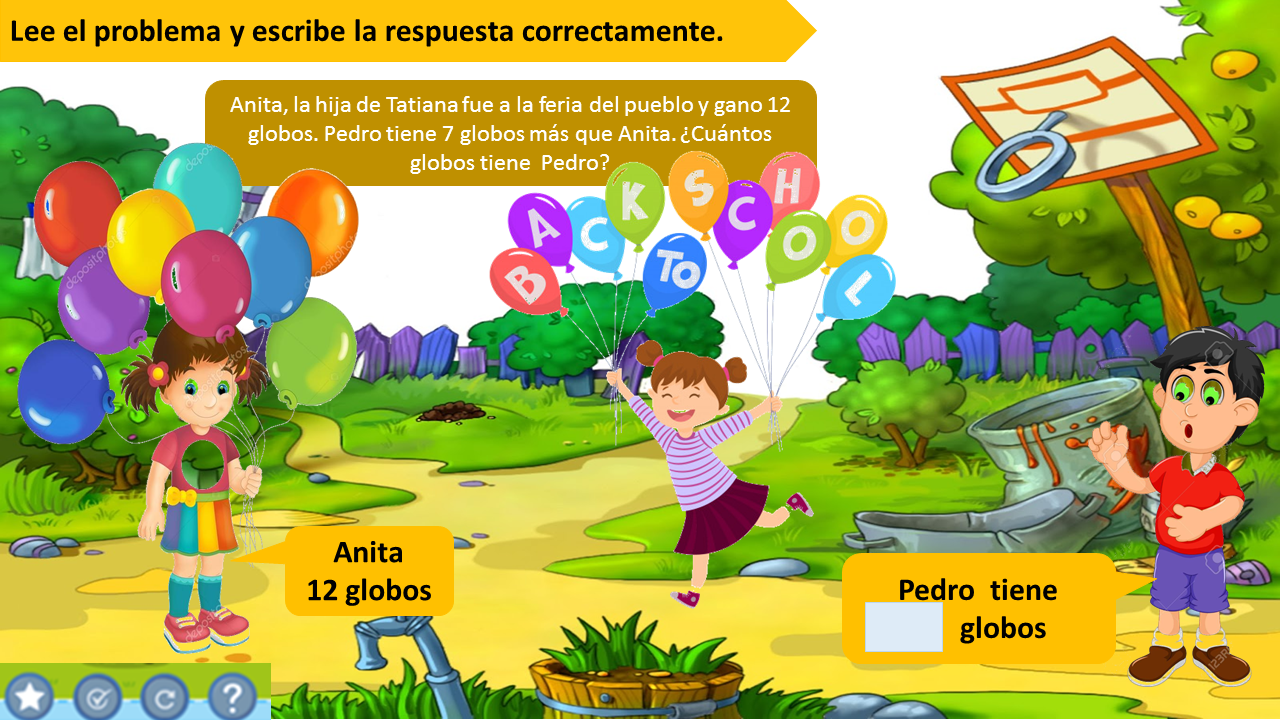 Lee el problema y escribe la respuesta correctamente.
Anita, la hija de Tatiana fue a la feria del pueblo y gano 12
globos. Pedro tiene 7 globos más que Anita. ¿Cuántos
globos tiene Pedro?
B A C K TO S C H O O L
Anita
12 globos
Pedro tiene
globos
?